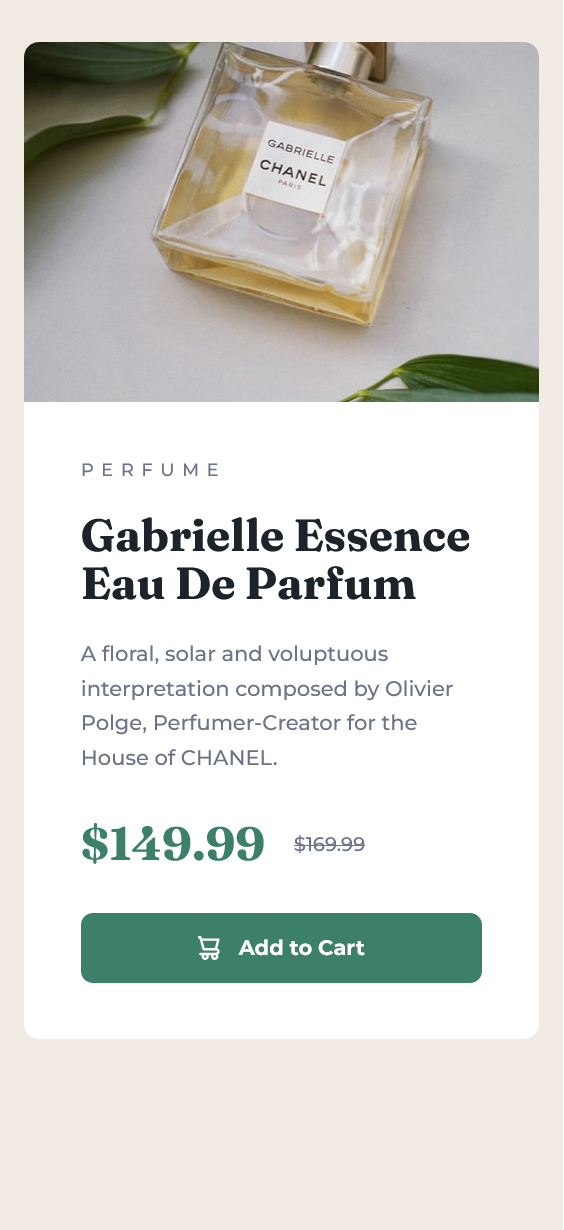 GABRIELLE
CHANEL
PARIS
PERFUME
Gabrielle Essence
Eau De Parfum
A floral, solar and voluptuous
interpretation composed by Olivier
Polge, Perfumer-Creator for the
House of CHANEL.
$149.99 $169.99
Add to Cart